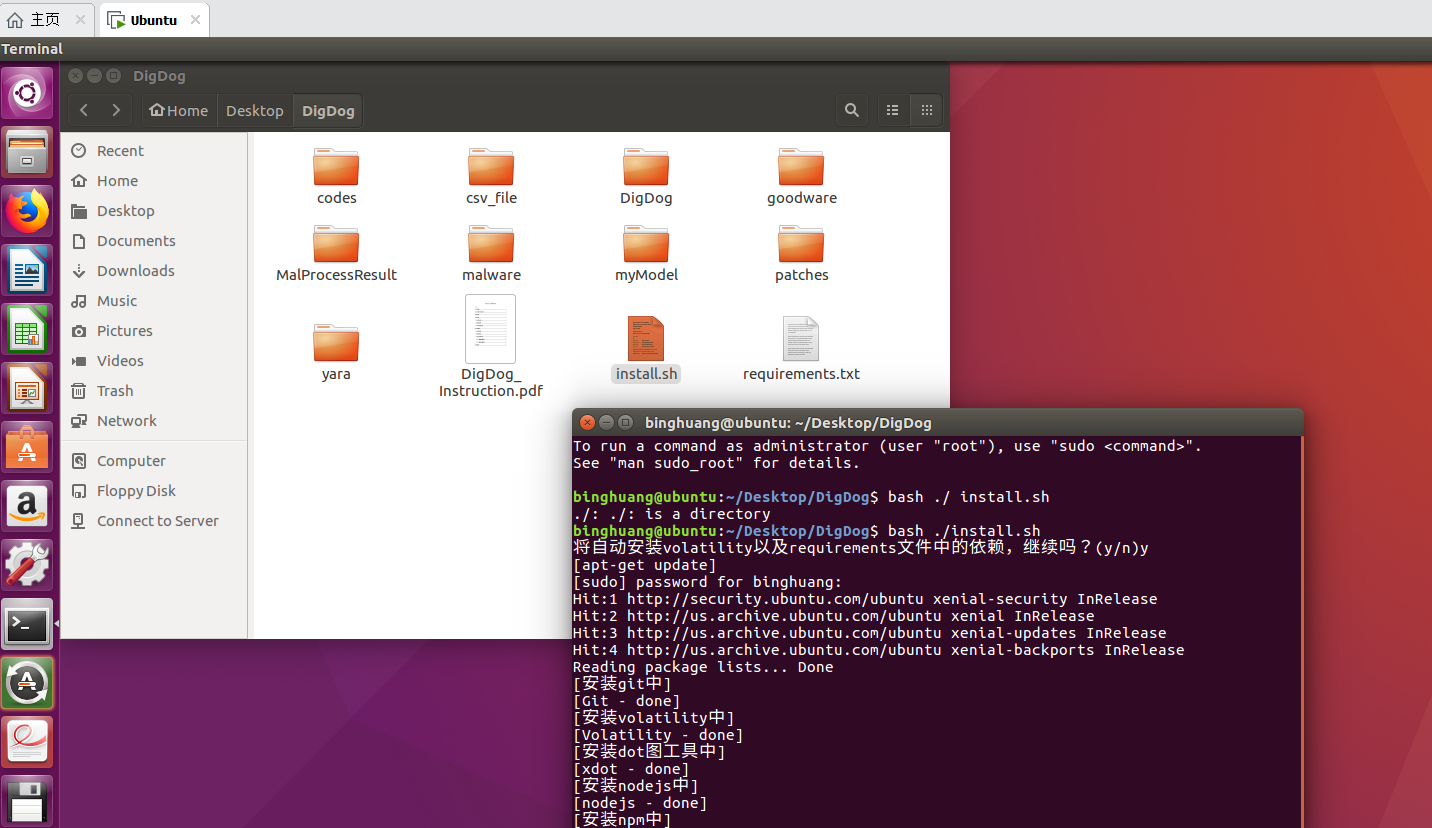 主页
Ubuntu
Terminal
DigDog
Home
Desktop
DigDog
Recent
Home
Desktop
Documents
Downloads
Music
Pictures
Videos
Trash
Network
Computer
Floppy Disk
Connect to Server
codes
csv_file
DigDog
goodware
MalProcessResult
malware
myModel
patches
yara
DigDog_
Instruction.pdf
install.sh
requirements.txt
binghuang@ubuntu: ~/Desktop/DigDog
To run a command as administrator (user "root"), use "sudo <command>".
See "man sudo_root" for details.
binghuang@ubuntu:~/Desktop/DigDog$ bash ./ install.sh
./: ./: is a directory
binghuang@ubuntu:~/Desktop/DigDog$ bash ./install.sh
将自动安装volatility以及requirements文件中的依赖，继续吗？(y/n)y
[apt-get update]
[sudo] password for binghuang:
Hit:1 http://security.ubuntu.com/ubuntu xenial-security InRelease
Hit:2 http://us.archive.ubuntu.com/ubuntu xenial InRelease
Hit:3 http://us.archive.ubuntu.com/ubuntu xenial-updates InRelease
Hit:4 http://us.archive.ubuntu.com/ubuntu xenial-backports InRelease
Reading package lists... Done
[安装git中]
[Git - done]
[安装volatility中]
[Volatility - done]
[安装dot图工具中]
[xdot - done]
[安装nodejs中]
[nodejs - done]
[安装npm中]